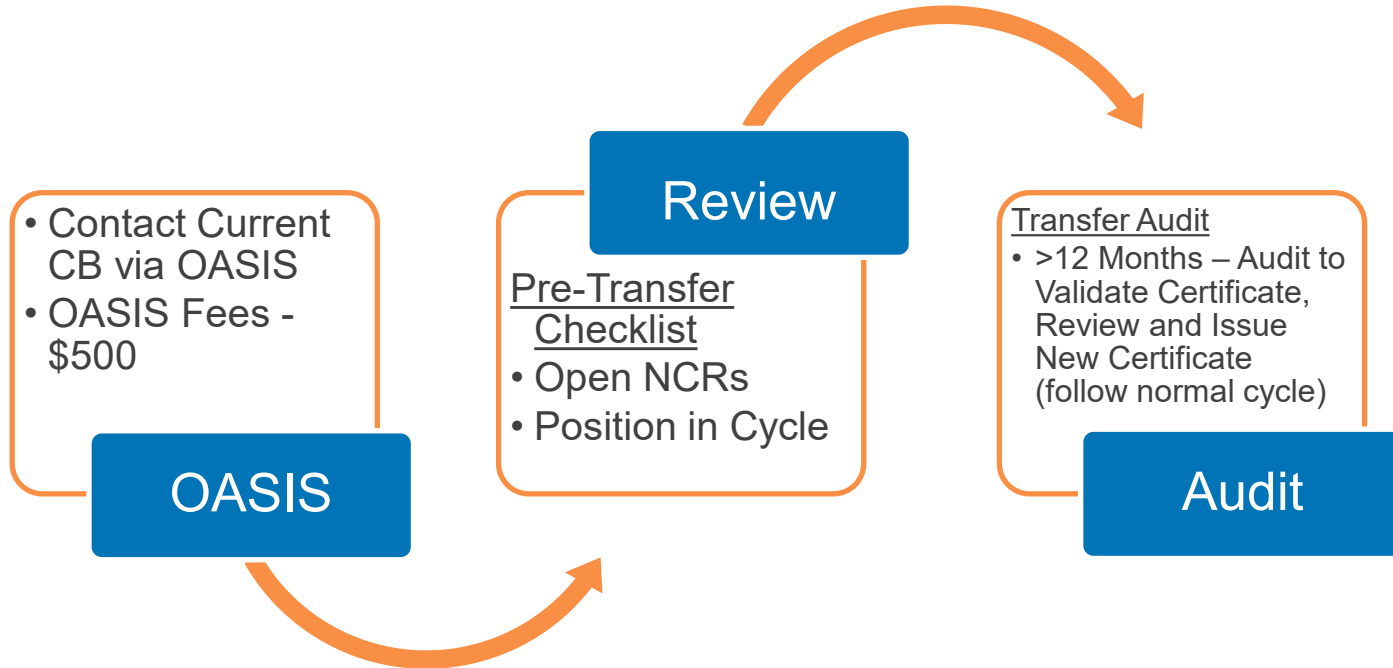 • Contact Current
CB via OASIS
• OASIS Fees -
$500
OASIS
Review
Pre-Transfer
Checklist
• Open NCRs
• Position in Cycle
Transfer Audit
• >12 Months – Audit to
Validate Certificate,
Review and Issue
New Certificate
(follow normal cycle)
Audit